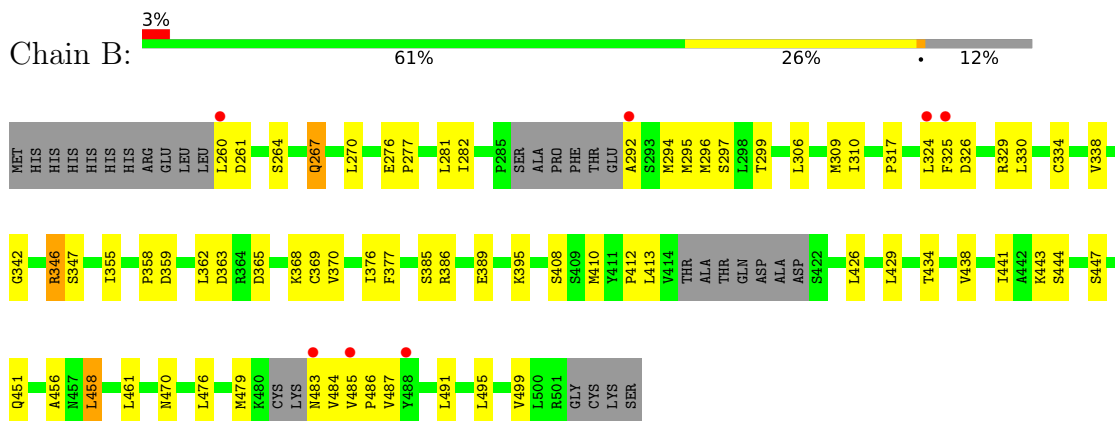 3%
Chain B:
61% 26% • 12%
MET HIS HIS HIS HIS HIS HIS ARG GLU LEU LEU L260 D261 S264 Q267 L270 E276 P277 L281 I282 P285 SER ALA PRO PHE THR GLU A292 S293 M294 M295 M296 S297 L298 T299 L306 M309 I310 P317 L324 F325 D326 R329 L330 C334 V338
G342 R346 S347 I355 P358 D359 L362 D363 R364 D365 K368 C369 V370 I376 F377 S385 R386 E389 K395 S408 S409 M410 Y411 P412 L413 V414 THR ALA THR GLN ASP ALA ASP S422 L426 L429 T434 V438 I441 A442 K443 S444 S447
Q451 A456 N457 L458 L461 N470 L476 M479 K480 CYS LYS N483 V484 V485 P486 V487 Y488 L491 L495 V499 L500 R501 GLY CYS LYS SER